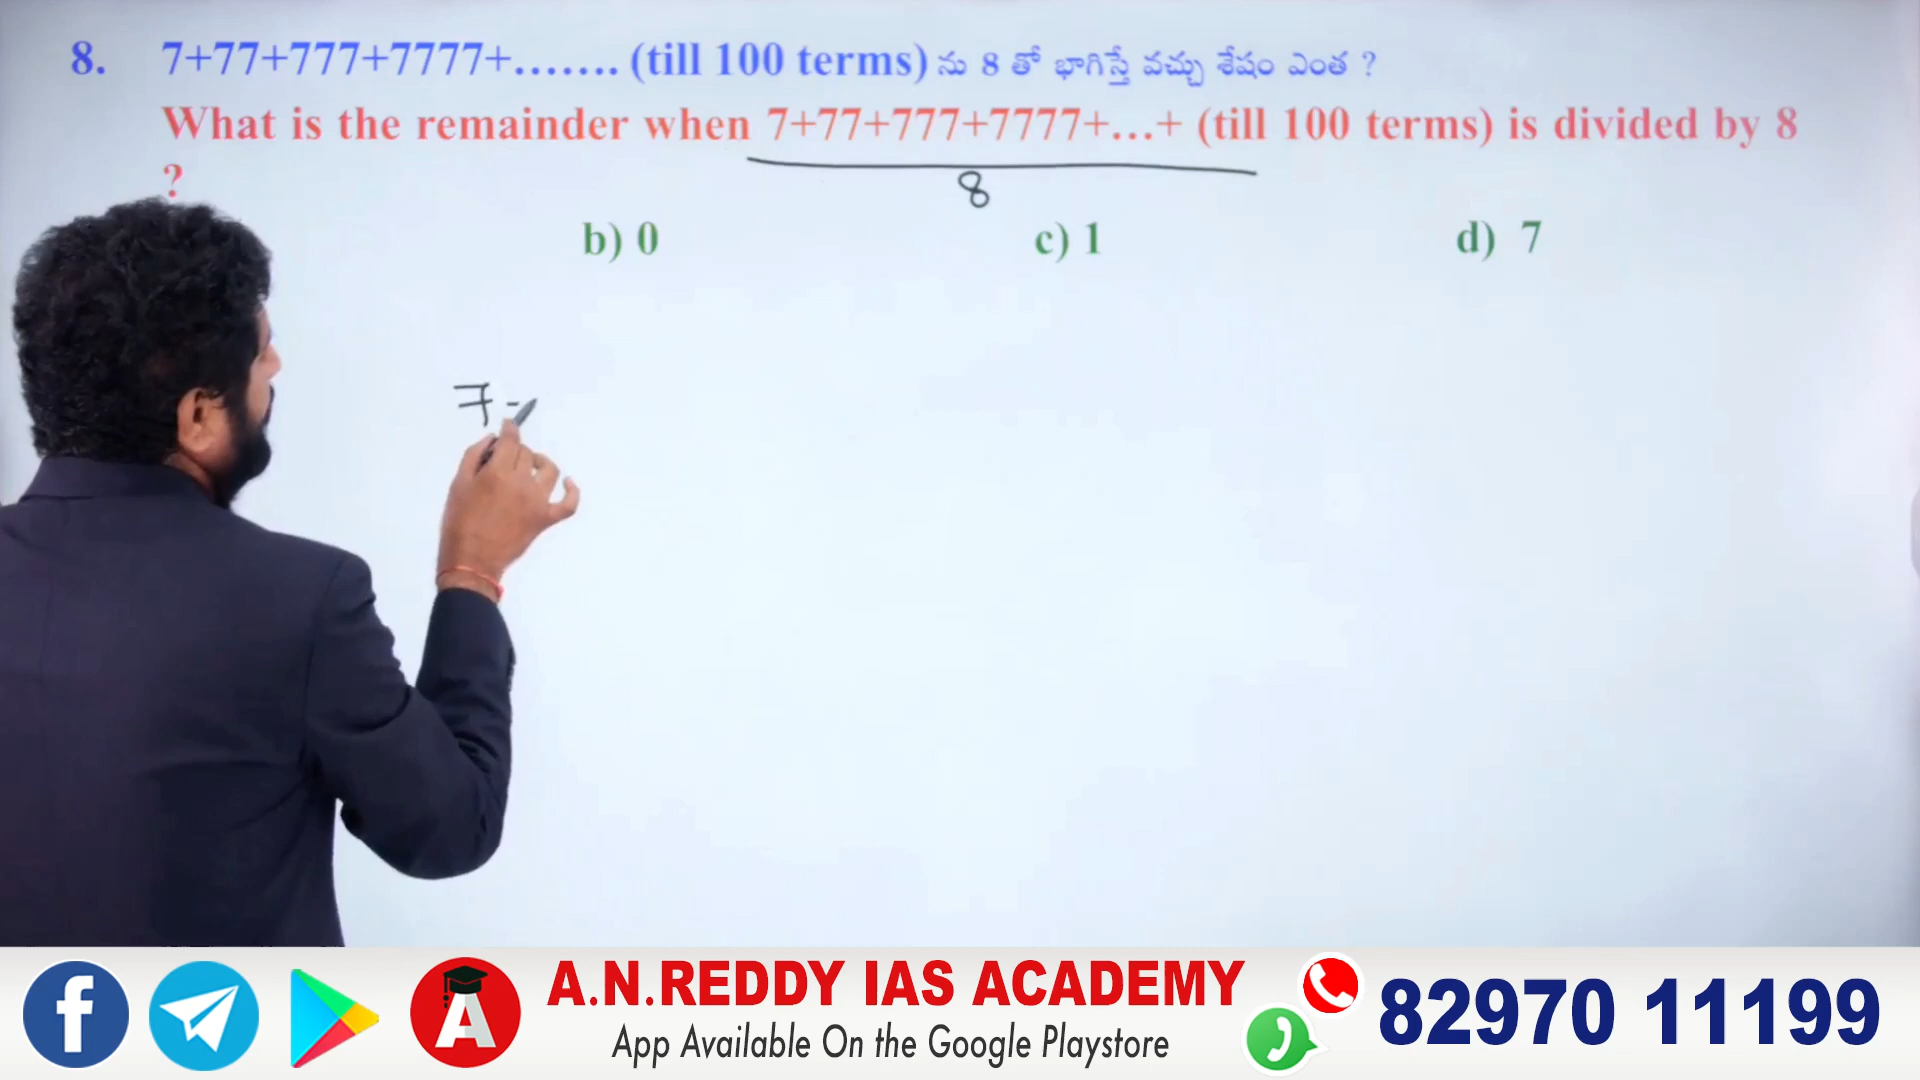 8. 7+77+777+7777+....... (till 100 terms) ను 8 తో భాగిస్తే వచ్చు శేషం ఎంత ?
What is the remainder when 7+77+777+7777+...+ (till 100 terms) is divided by 8
?
8
b) 0 c) 1 d) 7
7 -
A.N.REDDY IAS ACADEMY
App Available On the Google Playstore
82970 11199